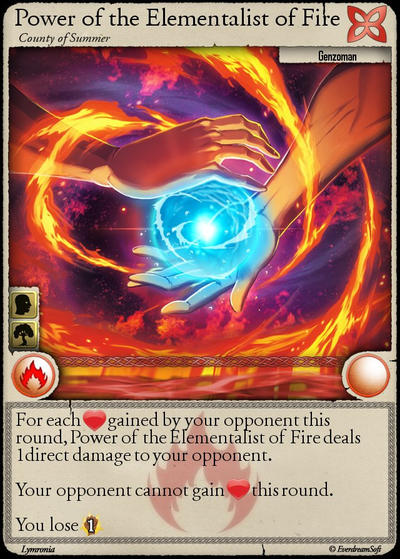 Power of the Elementalist of Fire
County of Summer
Genzoman
For each gained by your opponent this
round, Power of the Elementalist of Fire deals
1 direct damage to your opponent.
Your opponent cannot gain this round.
You lose 1
Lymronia © EverdreamSoft